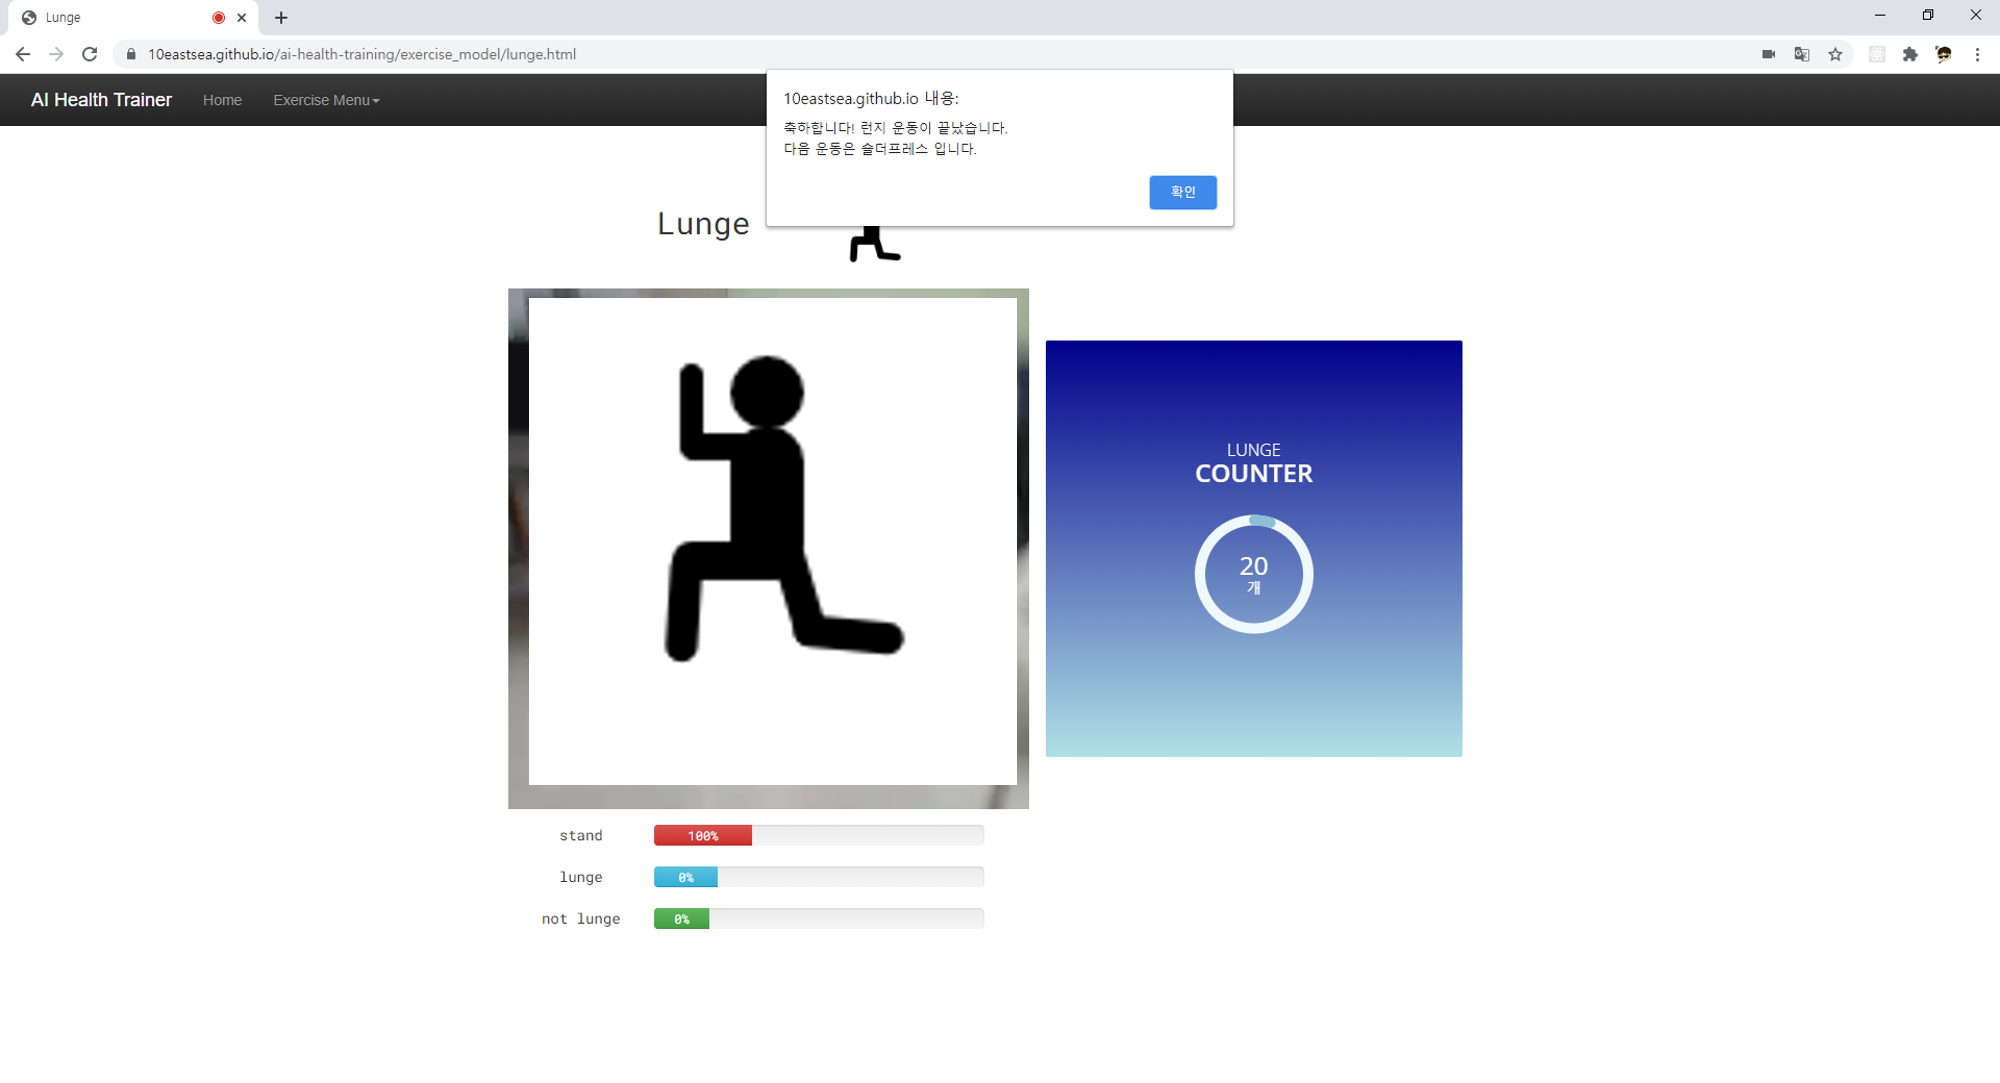 Lunge
10eastsea.github.io/ai-health-training/exercise_model/lunge.html
AI Health Trainer Home Exercise Menu
10eastsea.github.io 내용:
축하합니다! 런지 운동이 끝났습니다.
다음 운동은 숄더프레스 입니다.
확인
Lunge
LUNGE
COUNTER
20
개
stand 100%
lunge 0%
not lunge 0%